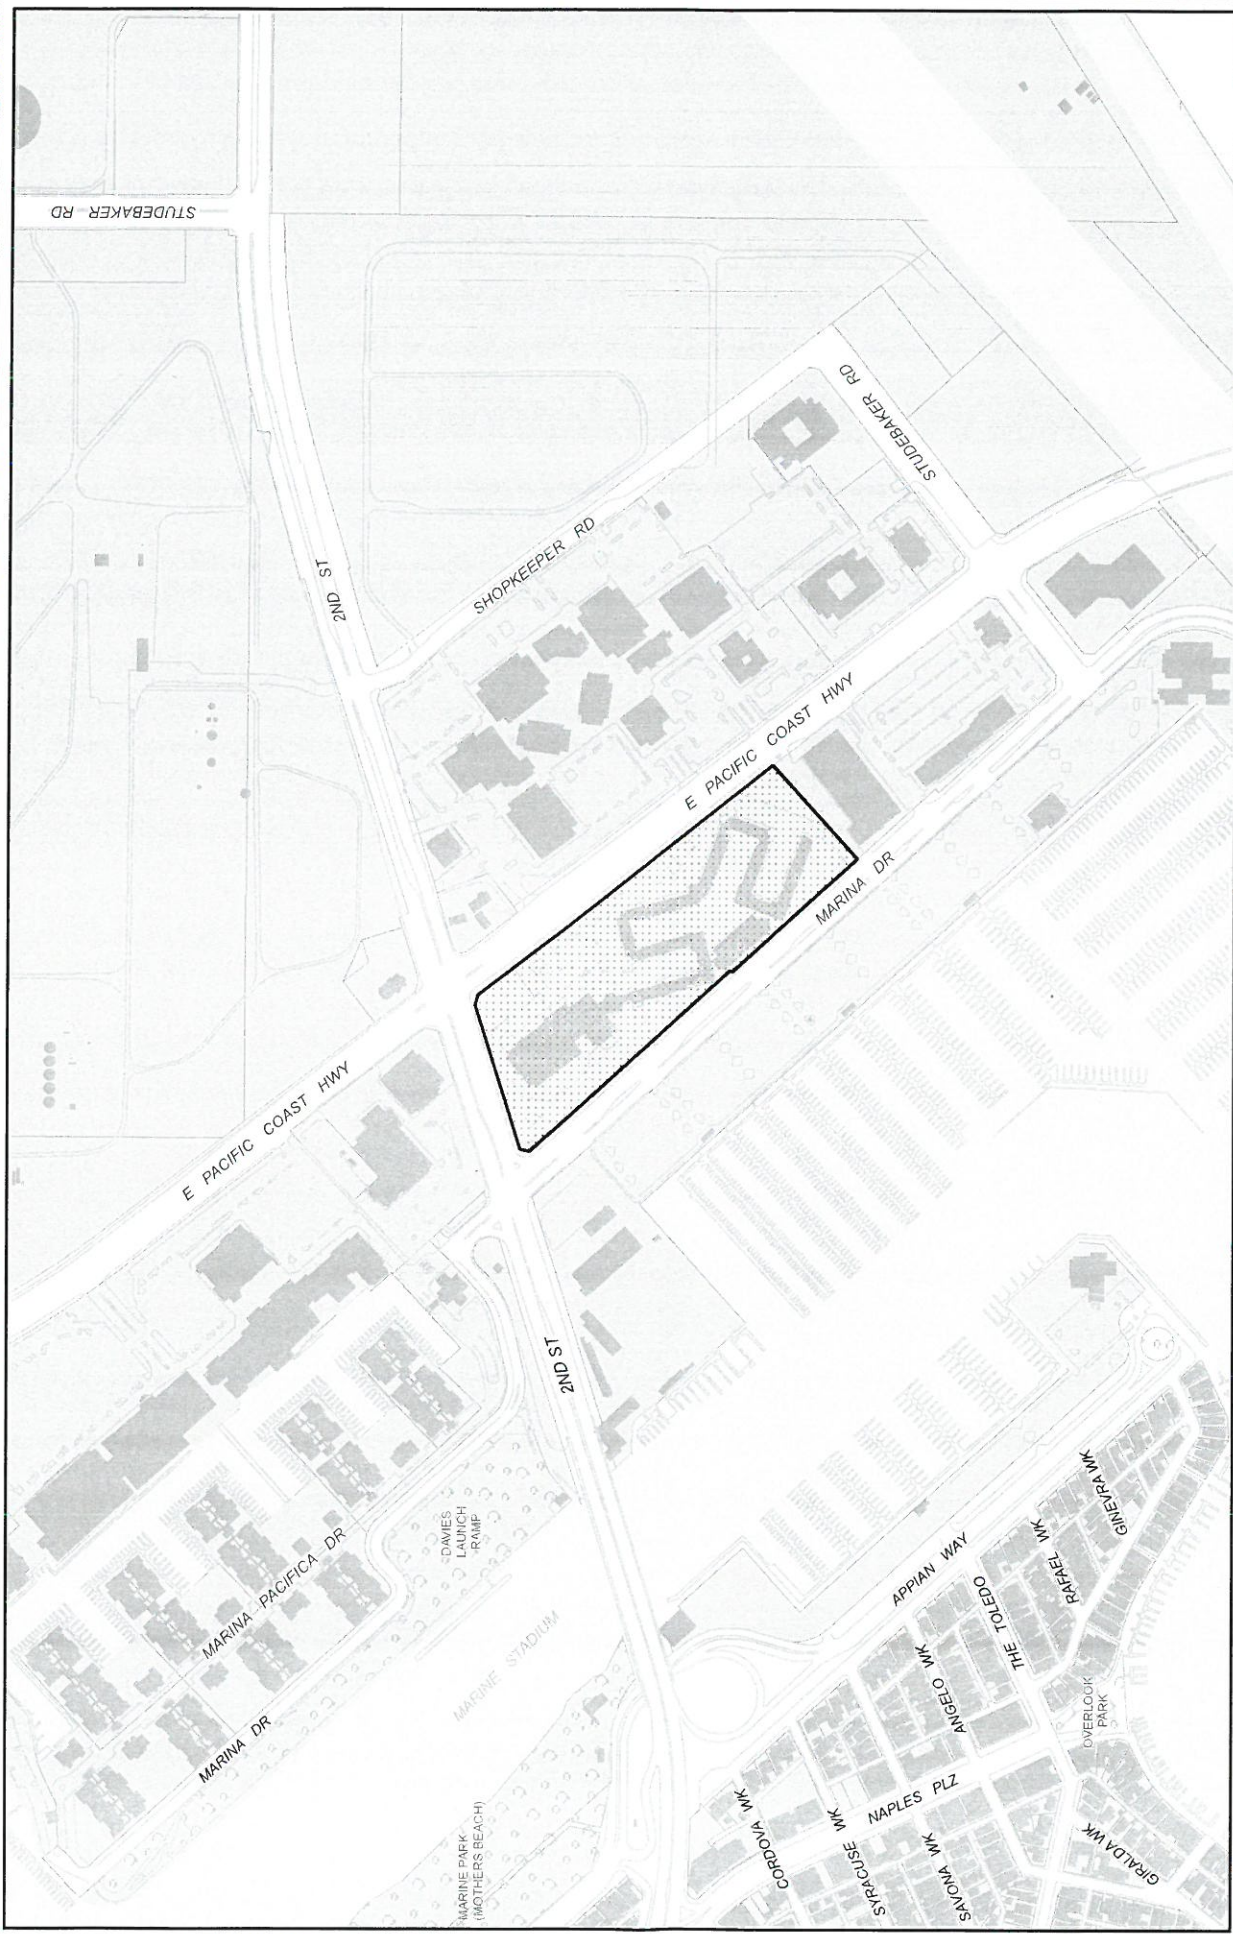 STUDEBAKER RD
2ND ST
SHOPKEEPER RD
STUDEBAKER RD
E PACIFIC COAST HWY
MARINA DR
E PACIFIC COAST HWY
2ND ST
DAVIES
LAUNCH
RAMP
MARINA PACIFICA DR
MARINE STADIUM
MARINA DR
MARINE PARK
(MOTHERS BEACH)
APPIAN WAY
GINEVRA WK
RAFAEL WK
THE TOLEDO
ANGELO WK
OVERLOOK
PARK
NAPLES PLZ
CORDOVA WK
SYRACUSE WK
SAVONA WK
GIRALDA WK